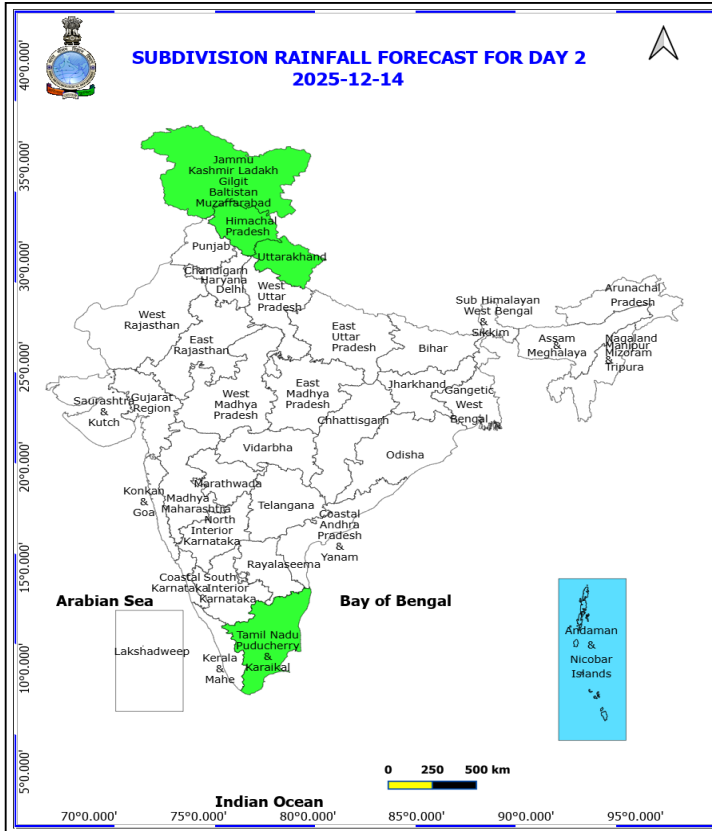 SUBDIVISION RAINFALL FORECAST FOR DAY 2
2025-12-14
40°0.000'
35°0.000'
30°0.000'
25°0.000'
20°0.000'
15°0.000'
10°0.000'
5°0.000'
Jammu
Kashmir Ladakh
Gilgit
Baltistan
Muzaffarabad
Himachal
Pradesh
Punjab
Uttarakhand
Chandigarh
Haryana
Delhi
West
Uttar
Pradesh
West
Rajasthan
East
Rajasthan
East
Uttar
Pradesh
Bihar
Sub Himalayan
West Bengal
&
Sikkim
Arunachal
Pradesh
Assam
&
Meghalaya
Nagaland
Manipur
Mizoram
&
Tripura
Saurashtra
&
Kutch
Gujarat
Region
West
Madhya
Pradesh
East
Madhya
Pradesh
Jharkhand
Gangetic
West
Bengal
Chhattisgarh
Odisha
Vidarbha
Konkan
&
Goa
Madhya
Maharashtra
Marathwada
Telangana
North
Interior
Karnataka
Coastal
Andhra
Pradesh
&
Yanam
Rayalaseema
Coastal
Karnataka
South
Interior
Karnataka
Arabian Sea
Bay of Bengal
Lakshadweep
Kerala
&
Mahe
Tamil Nadu
Puducherry
&
Karaikal
Andaman
&
Nicobar
Islands
0 250 500 km
Indian Ocean
70°0.000' 75°0.000' 80°0.000' 85°0.000' 90°0.000' 95°0.000'